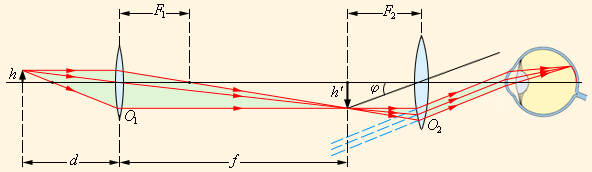 F₁ F₂
h h' φ
O₁ O₂
d f